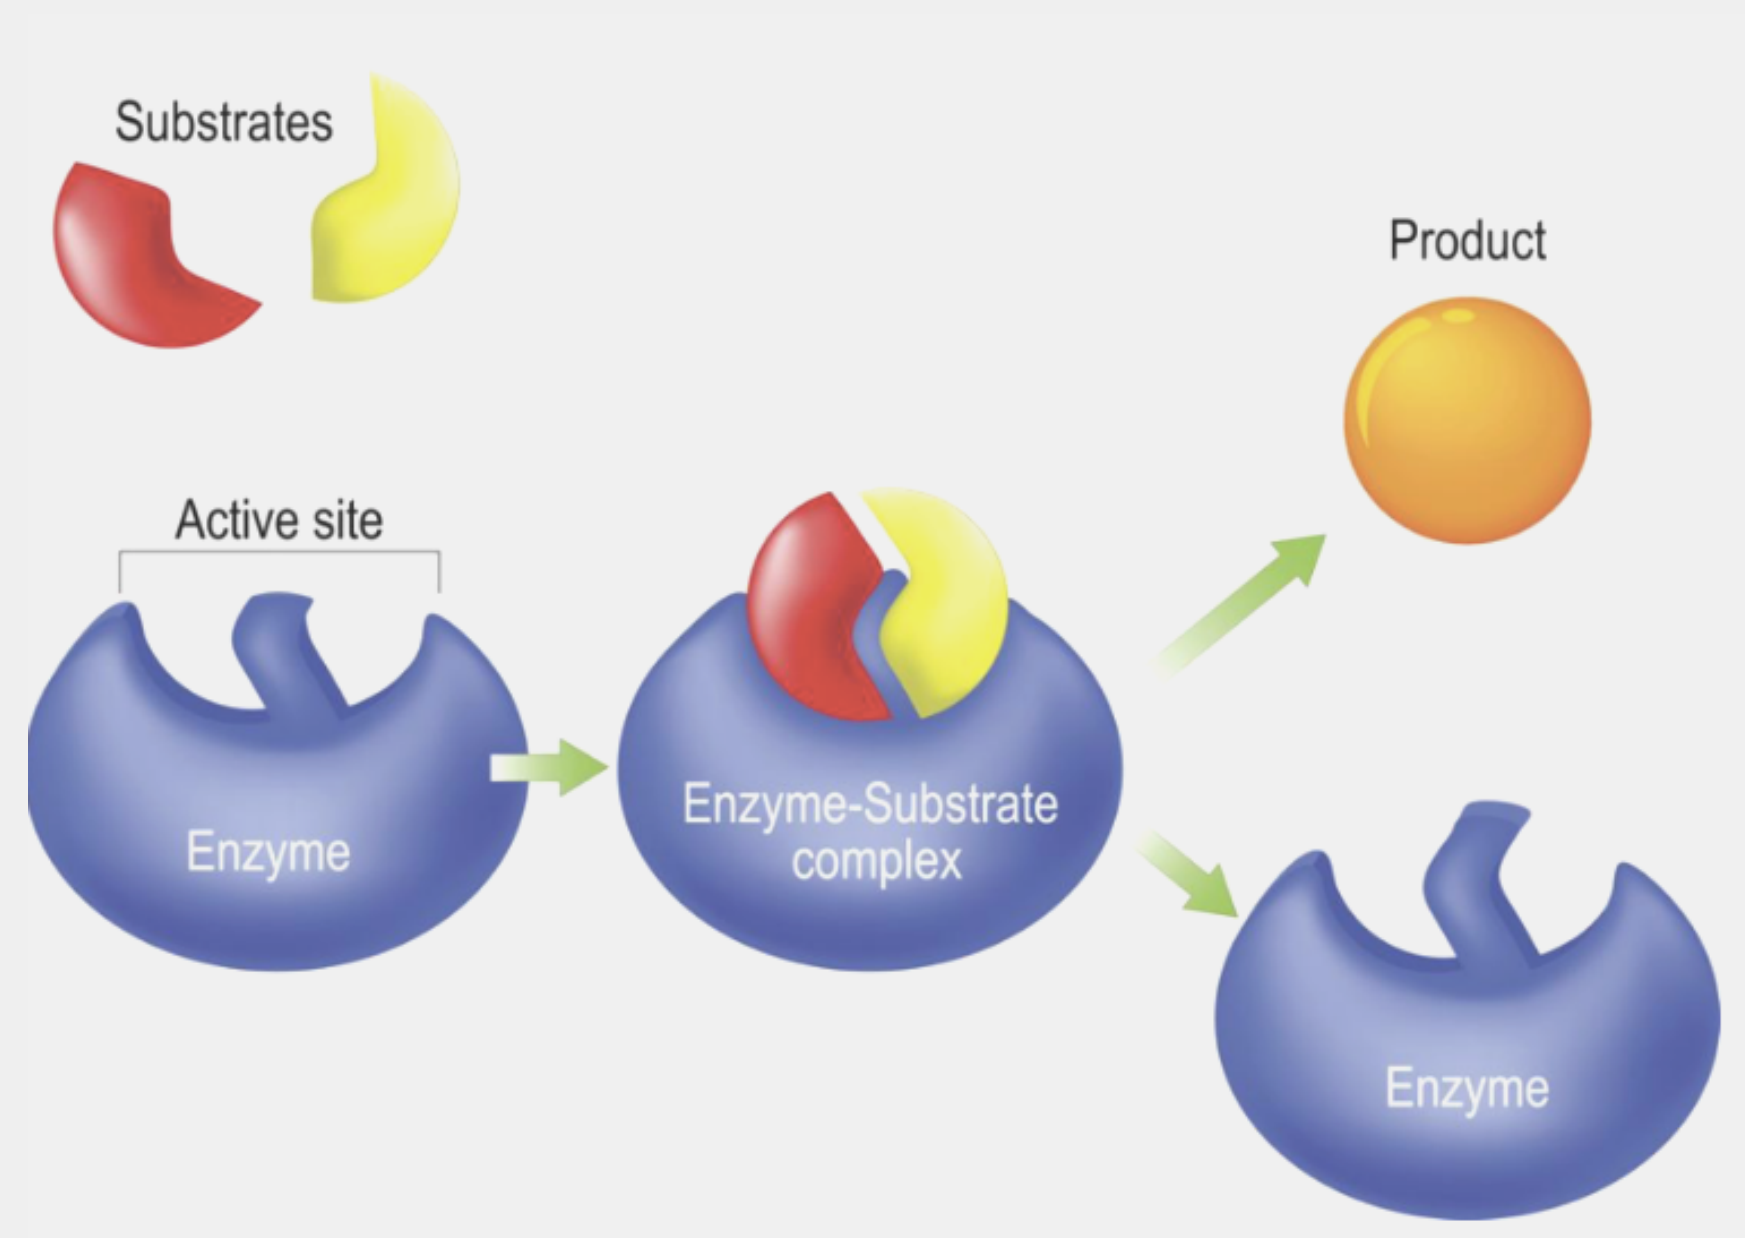 Substrates
Product
Active site
Enzyme
Enzyme-Substrate
complex
Enzyme